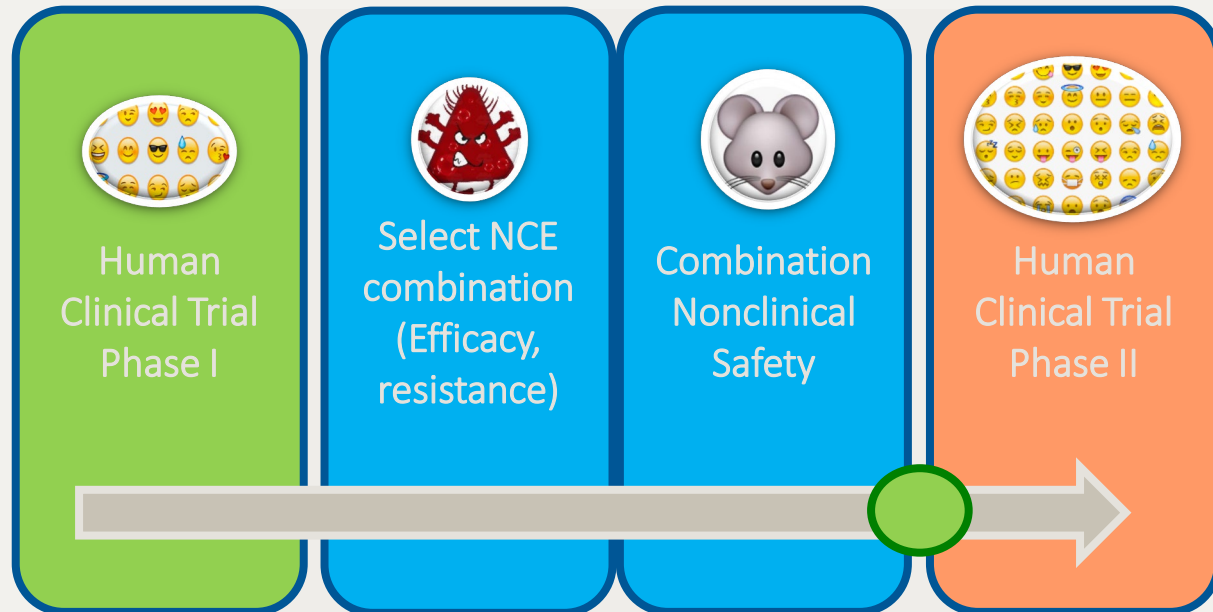 Human
Clinical Trial
Phase I
Select NCE
combination
(Efficacy,
resistance)
Combination
Nonclinical
Safety
Human
Clinical Trial
Phase II